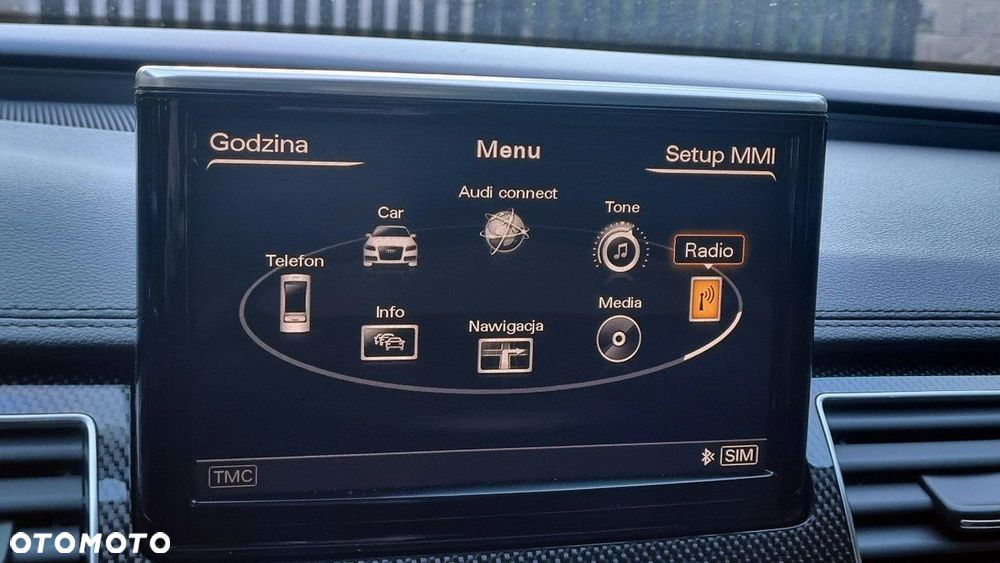 Godzina
Menu
Setup MMI
Audi connect
Car
Tone
Telefon
Radio
Info
Nawigacja
Media
TMC
SIM
OTOMOTO